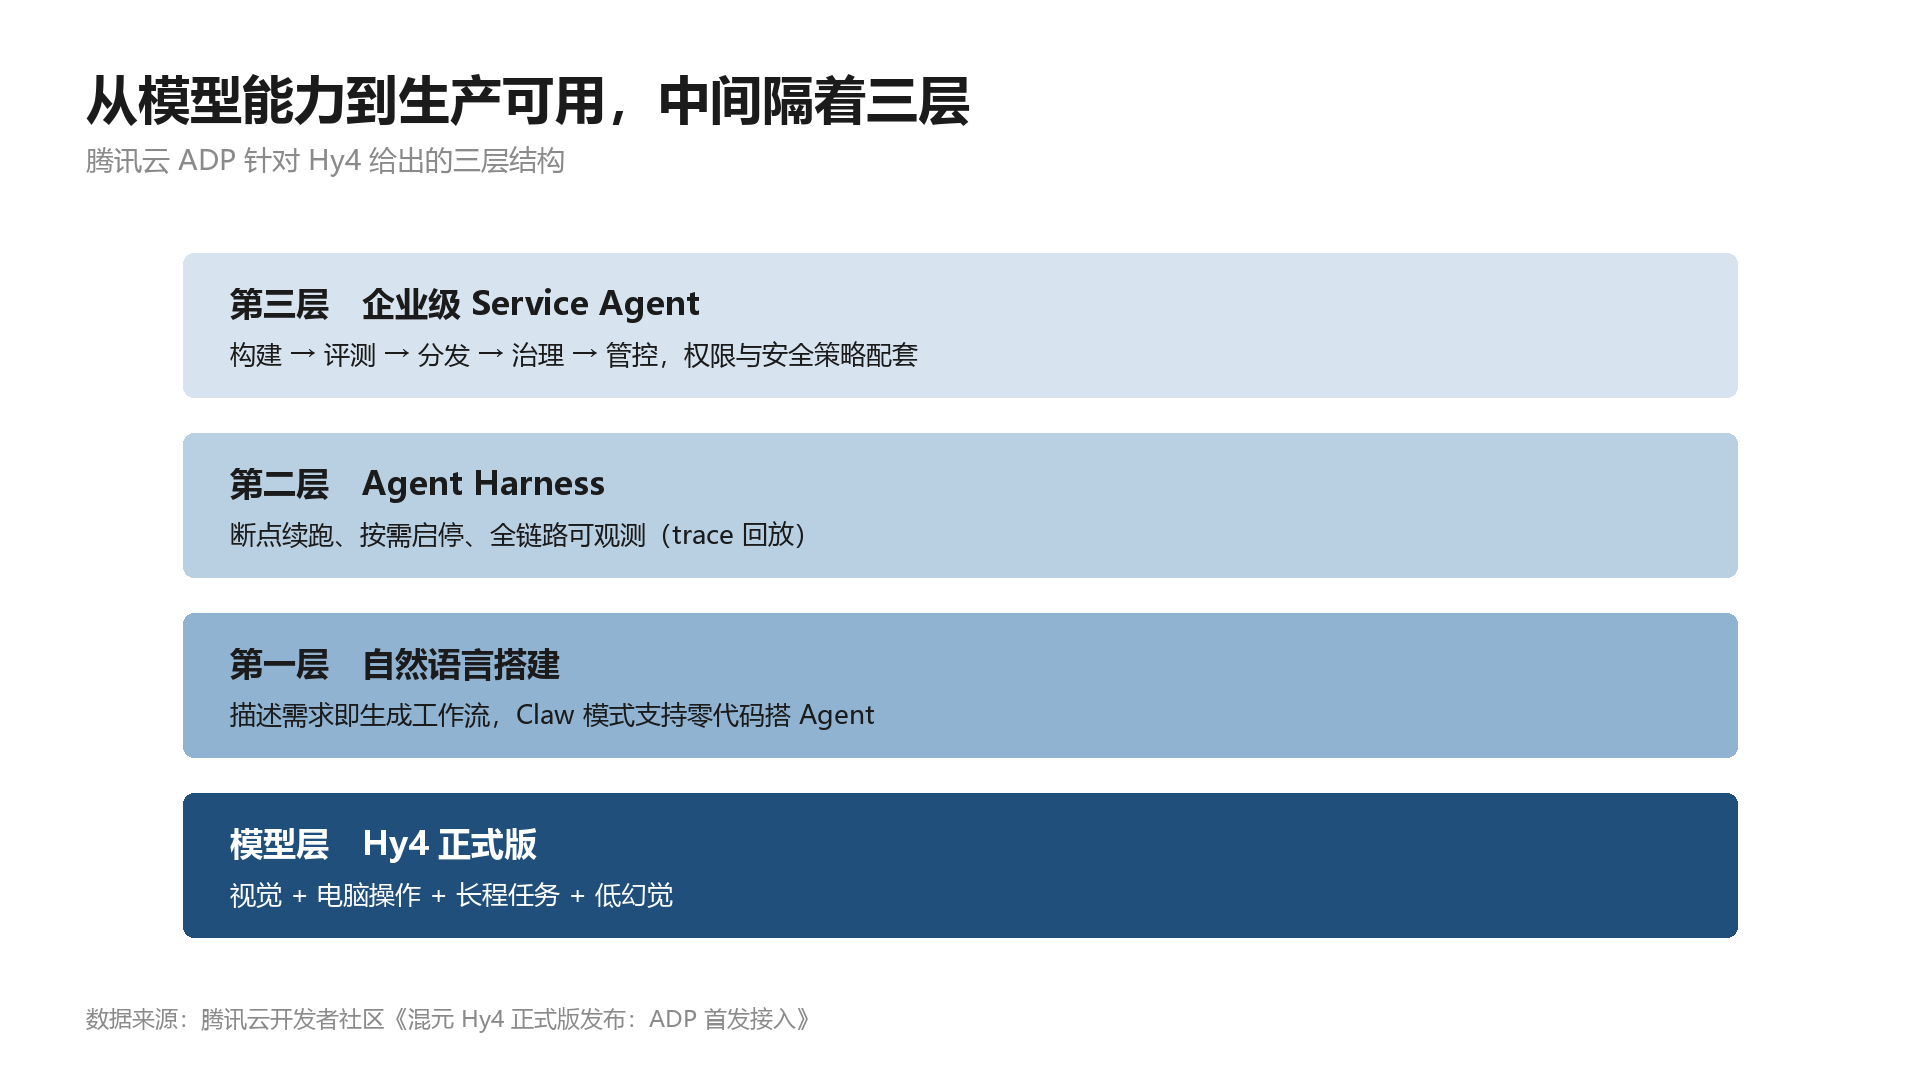 从模型能力到生产可用，中间隔着三层
腾讯云 ADP 针对 Hy4 给出的三层结构
第三层　企业级 Service Agent
构建 → 评测 → 分发 → 治理 → 管控，权限与安全策略配套
第二层　Agent Harness
断点续跑、按需启停、全链路可观测（trace 回放）
第一层　自然语言搭建
描述需求即生成工作流，Claw 模式支持零代码搭 Agent
模型层　Hy4 正式版
视觉 + 电脑操作 + 长程任务 + 低幻觉
数据来源：腾讯云开发者社区《混元 Hy4 正式版发布：ADP 首发接入》